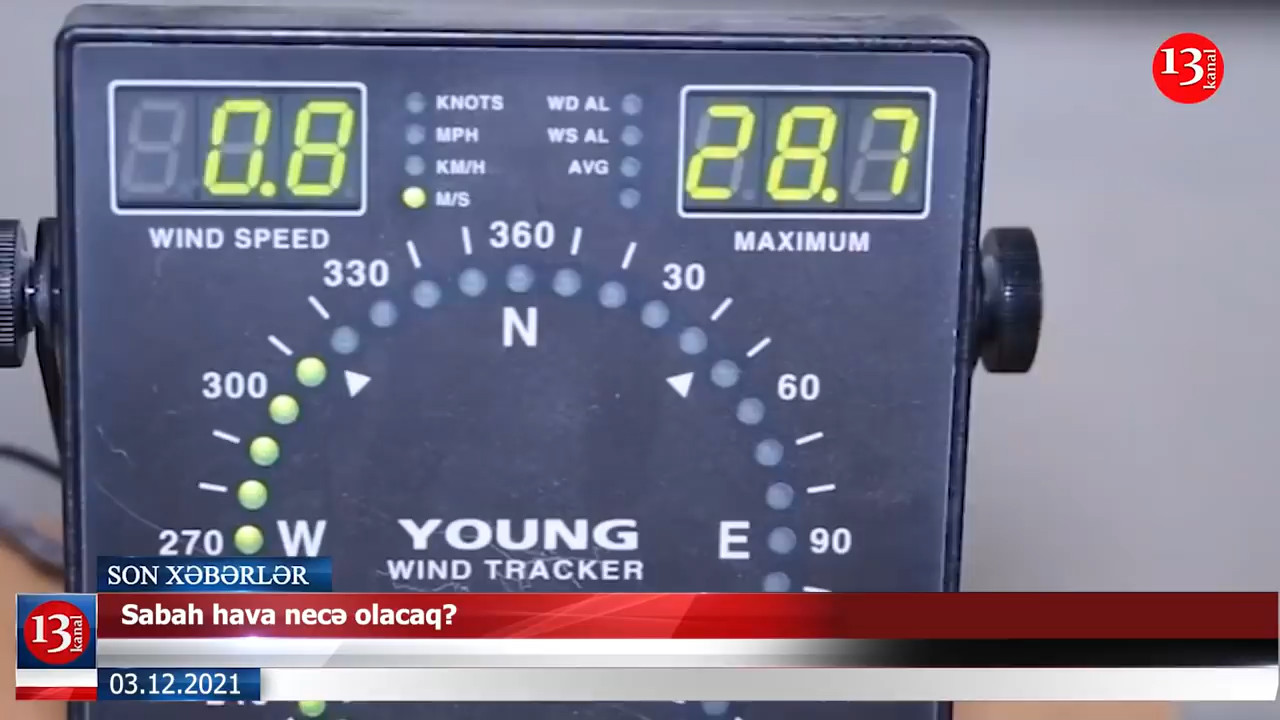 13 kanal
0.8
KNOTS
MPH
KM/H
M/S
WD AL
WS AL
AVG
28.7
WIND SPEED
MAXIMUM
330
360
30
N
300
60
270
W
YOUNG
E
90
WIND TRACKER
SON XƏBƏRLƏR
13 kanal
Sabah hava necə olacaq?
03.12.2021